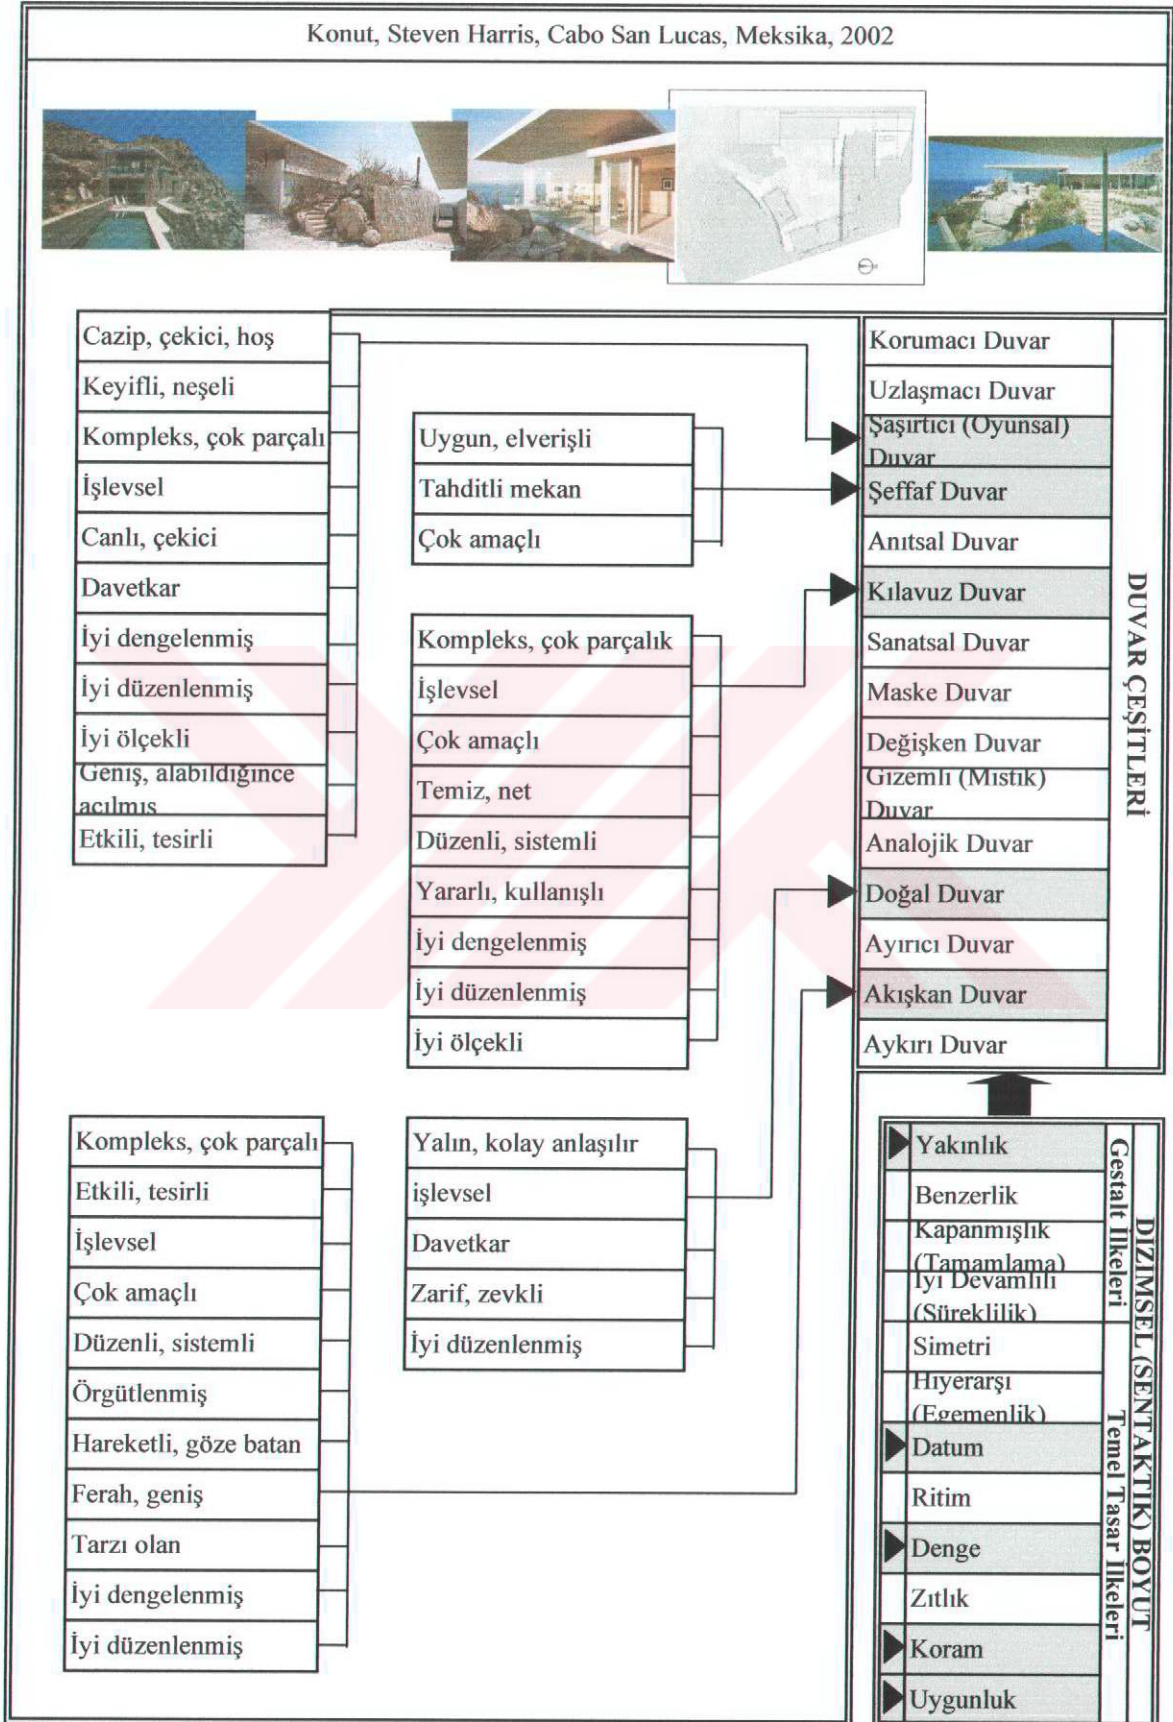 Konut, Steven Harris, Cabo San Lucas, Meksika, 2002
Cazip, çekici, hoş
Keyifli, neşeli
Kompleks, çok parçalı
İşlevsel
Canlı, çekici
Davetkar
İyi dengelenmiş
İyi düzenlenmiş
İyi ölçekli
Geniş, alabildiğince
açılmış
Etkili, tesirli
Uygun, elverişli
Tahditli mekan
Çok amaçlı
Kompleks, çok parçalık
İşlevsel
Çok amaçlı
Temiz, net
Düzenli, sistemli
Yararlı, kullanışlı
İyi dengelenmiş
İyi düzenlenmiş
İyi ölçekli
Kompleks, çok parçalı
Etkili, tesirli
İşlevsel
Çok amaçlı
Düzenli, sistemli
Örgütlenmiş
Hareketli, göze batan
Ferah, geniş
Tarzı olan
İyi dengelenmiş
İyi düzenlenmiş
Yalın, kolay anlaşılır
işlevsel
Davetkar
Zarif, zevkli
İyi düzenlenmiş
Korumacı Duvar
Uzlaşmacı Duvar
Şaşırtıcı (Oyunsal)
Duvar
Şeffaf Duvar
Anıtsal Duvar
Kılavuz Duvar
Sanatsal Duvar
Maske Duvar
Değişken Duvar
Gizemli (Mistik)
Duvar
Analojik Duvar
Doğal Duvar
Ayırıcı Duvar
Akışkan Duvar
Aykırı Duvar
DUVAR ÇEŞİTLERİ
Yakınlık
Benzerlik
Kapanmışlık
(Tamamlama)
İyi Devamlılı
(Süreklilik)
Simetri
Hiyerarşi
(Egemenlik)
Datum
Ritim
Denge
Zıtlık
Koram
Uygunluk
Gestalt İlkeleri
Temel Tasar İlkeleri
DİZİMSEL (SENTAKTİK) BOYUT